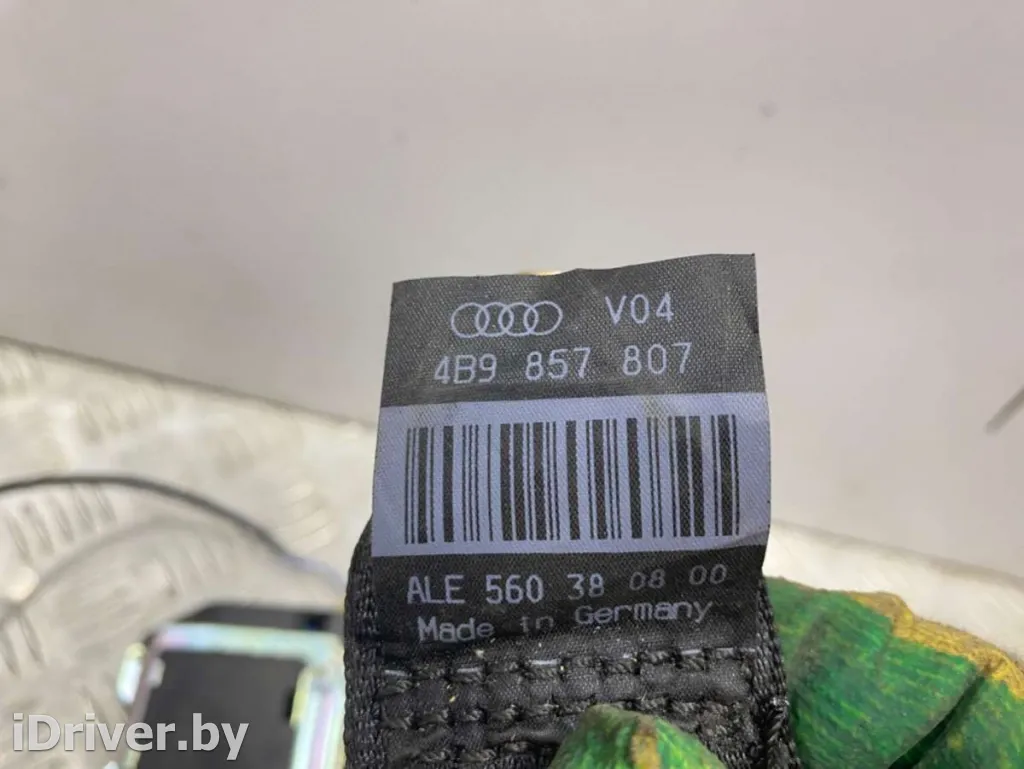 V04
4B9 857 807
ALE 560 38 08 00
Made in Germany
iDriver.by